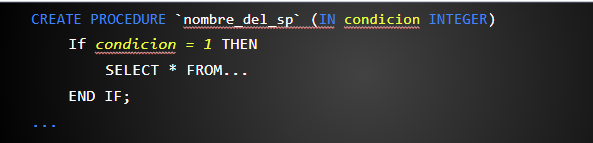 CREATE PROCEDURE `nombre_del_sp` (IN condicion INTEGER)
If condicion = 1 THEN
SELECT * FROM...
END IF;
...